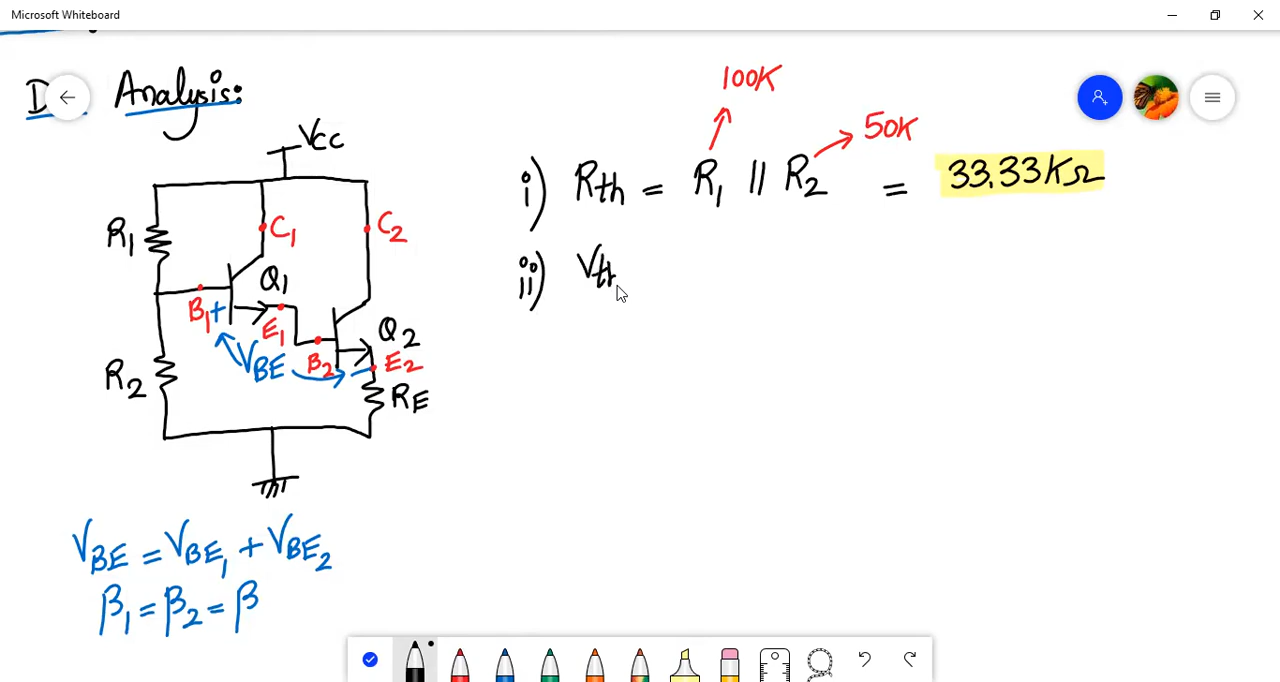 Microsoft Whiteboard
Analysis:
100K
50K
i) Rth = R1 || R2 = 33.33KΩ
ii) Vth
VCC
R1
C1
C2
Q1
B1 +
E1
Q2
VBE
B2
E2
R2
RE
VBE = VBE1 + VBE2
β1 = β2 = β